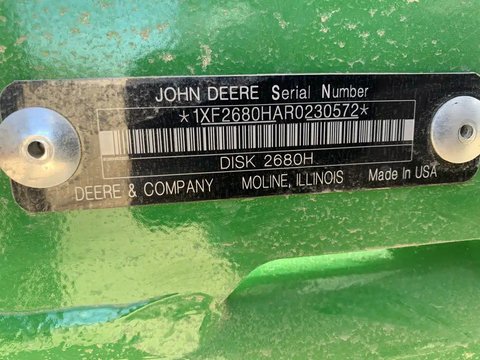 JOHN DEERE Serial Number
*1XF2680HAR0230572*
DISK 2680H
DEERE & COMPANY MOLINE, ILLINOIS Made In USA